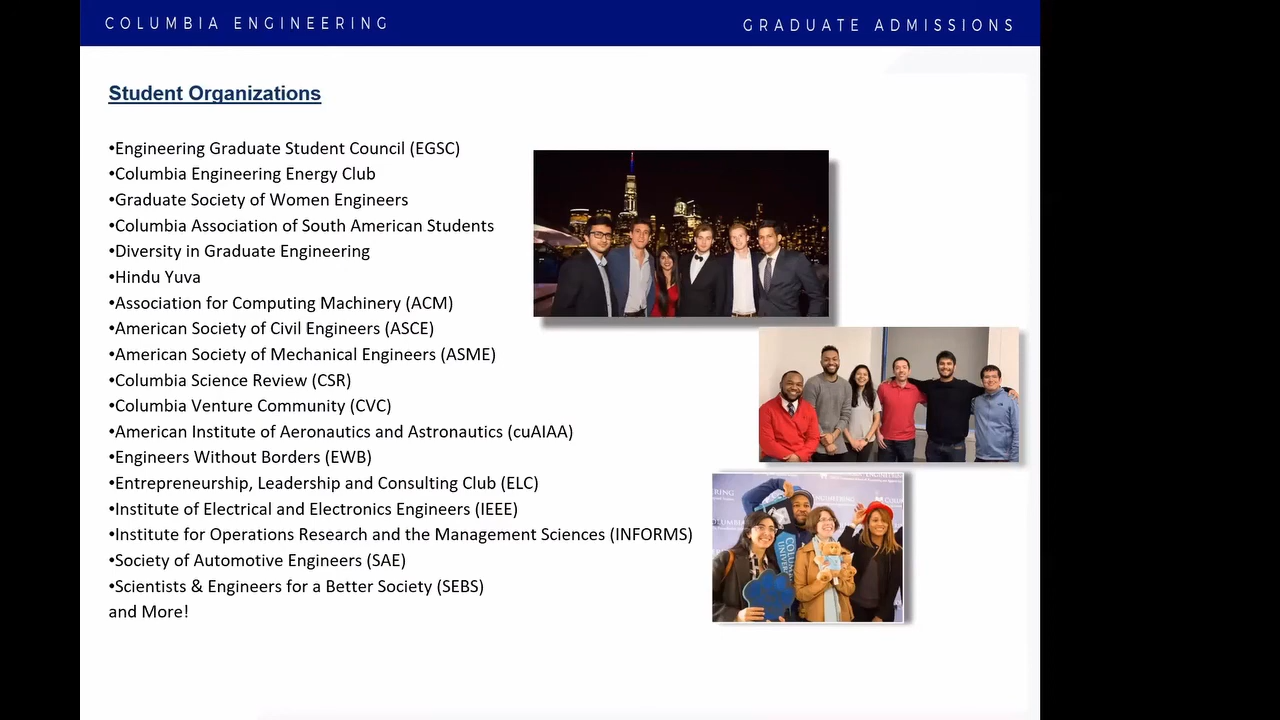 COLUMBIA ENGINEERING
GRADUATE ADMISSIONS
Student Organizations
•Engineering Graduate Student Council (EGSC)
•Columbia Engineering Energy Club
•Graduate Society of Women Engineers
•Columbia Association of South American Students
•Diversity in Graduate Engineering
•Hindu Yuva
•Association for Computing Machinery (ACM)
•American Society of Civil Engineers (ASCE)
•American Society of Mechanical Engineers (ASME)
•Columbia Science Review (CSR)
•Columbia Venture Community (CVC)
•American Institute of Aeronautics and Astronautics (cuAIAA)
•Engineers Without Borders (EWB)
•Entrepreneurship, Leadership and Consulting Club (ELC)
•Institute of Electrical and Electronics Engineers (IEEE)
•Institute for Operations Research and the Management Sciences (INFORMS)
•Society of Automotive Engineers (SAE)
•Scientists & Engineers for a Better Society (SEBS)
and More!